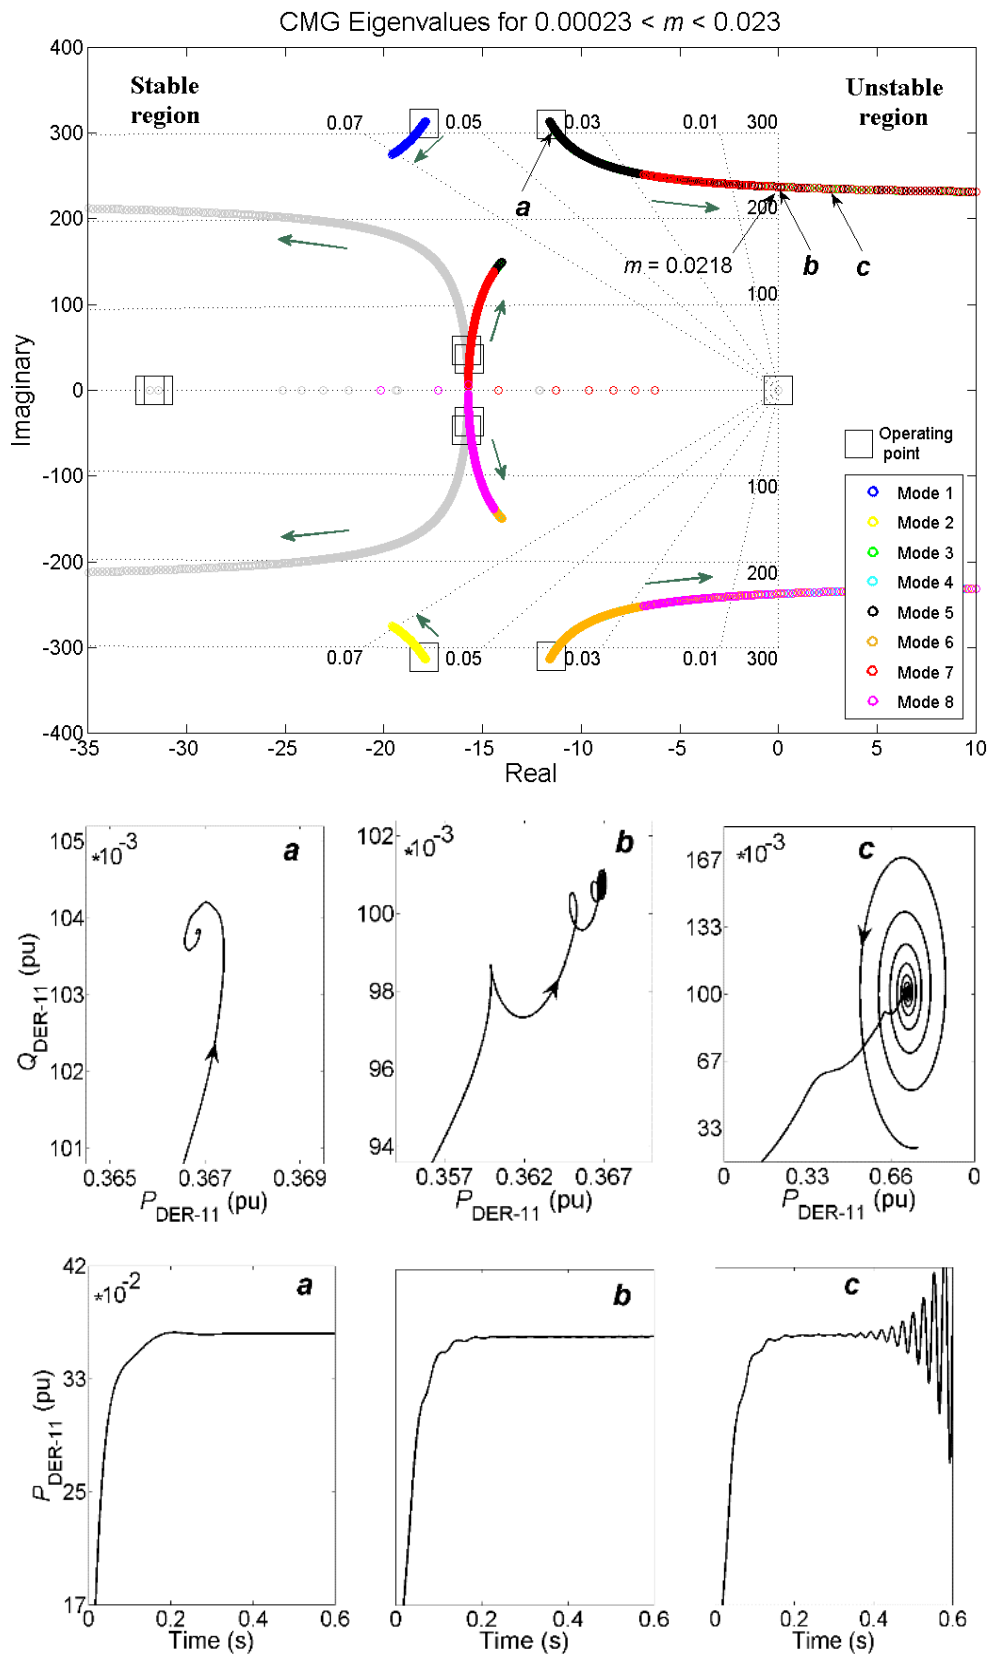 CMG Eigenvalues for 0.00023 < m < 0.023
Imaginary
400
300
200
100
0
-100
-200
-300
-400
Stable
region
Unstable
region
0.07
0.05
0.03
0.01
300
a
200
m = 0.0218
b
c
100
100
200
0.07
0.05
0.03
0.01
300
Operating
point
Mode 1
Mode 2
Mode 3
Mode 4
Mode 5
Mode 6
Mode 7
Mode 8
-35
-30
-25
-20
-15
-10
-5
0
5
10
Real
Q DER-11 (pu)
105
104
103
102
101
*10-3
a
0.365
0.367
0.369
P DER-11 (pu)
102
100
98
96
94
*10-3
b
0.357
0.362
0.367
P DER-11 (pu)
167
133
100
67
33
*10-3
c
0
0.33
0.66
0
P DER-11 (pu)
P DER-11 (pu)
42
33
25
17
*10-2
a
0
0.2
0.4
0.6
Time (s)
b
0
0.2
0.4
0.6
Time (s)
c
0
0.2
0.4
0.6
Time (s)